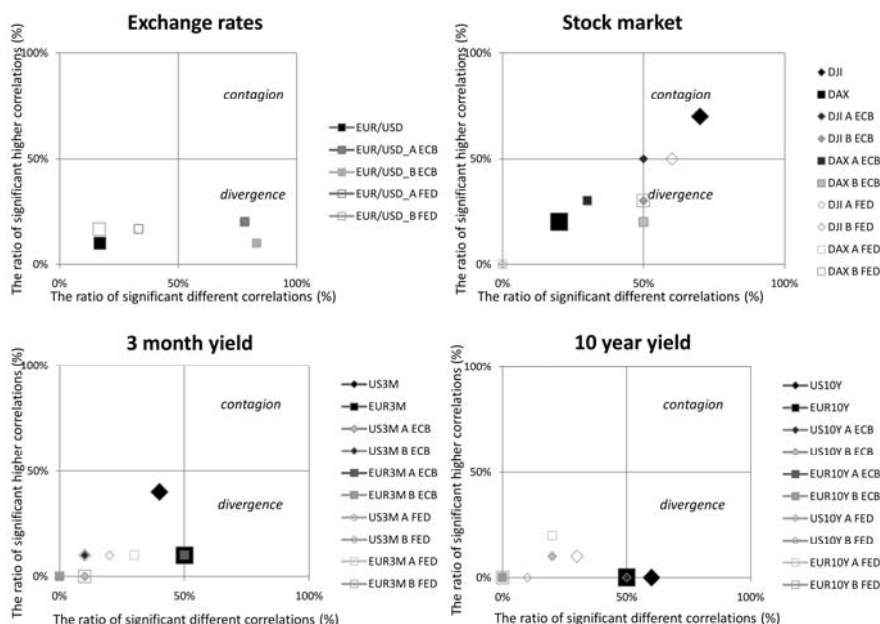 Exchange rates
The ratio of significant higher correlations (%)
100%
50%
0%
contagion
divergence
0%
50%
100%
The ratio of significant different correlations (%)
EUR/USD
EUR/USD_A ECB
EUR/USD_B ECB
EUR/USD_A FED
EUR/USD_B FED
Stock market
The ratio of significant higher correlations (%)
100%
50%
0%
contagion
divergence
0%
50%
100%
The ratio of significant different correlations (%)
DJI
DAX
DJI A ECB
DJI B ECB
DAX A ECB
DAX B ECB
DJI A FED
DJI B FED
DAX A FED
DAX B FED
3 month yield
The ratio of significant higher correlations (%)
100%
50%
0%
contagion
divergence
0%
50%
100%
The ratio of significant different correlations (%)
US3M
EUR3M
US3M A ECB
US3M B ECB
EUR3M A ECB
EUR3M B ECB
US3M A FED
US3M B FED
EUR3M A FED
EUR3M B FED
10 year yield
The ratio of significant higher correlations (%)
100%
50%
0%
contagion
divergence
0%
50%
100%
The ratio of significant different correlations (%)
US10Y
EUR10Y
US10Y A ECB
US10Y B ECB
EUR10Y A ECB
EUR10Y B ECB
US10Y A FED
US10Y B FED
EUR10Y A FED
EUR10Y B FED